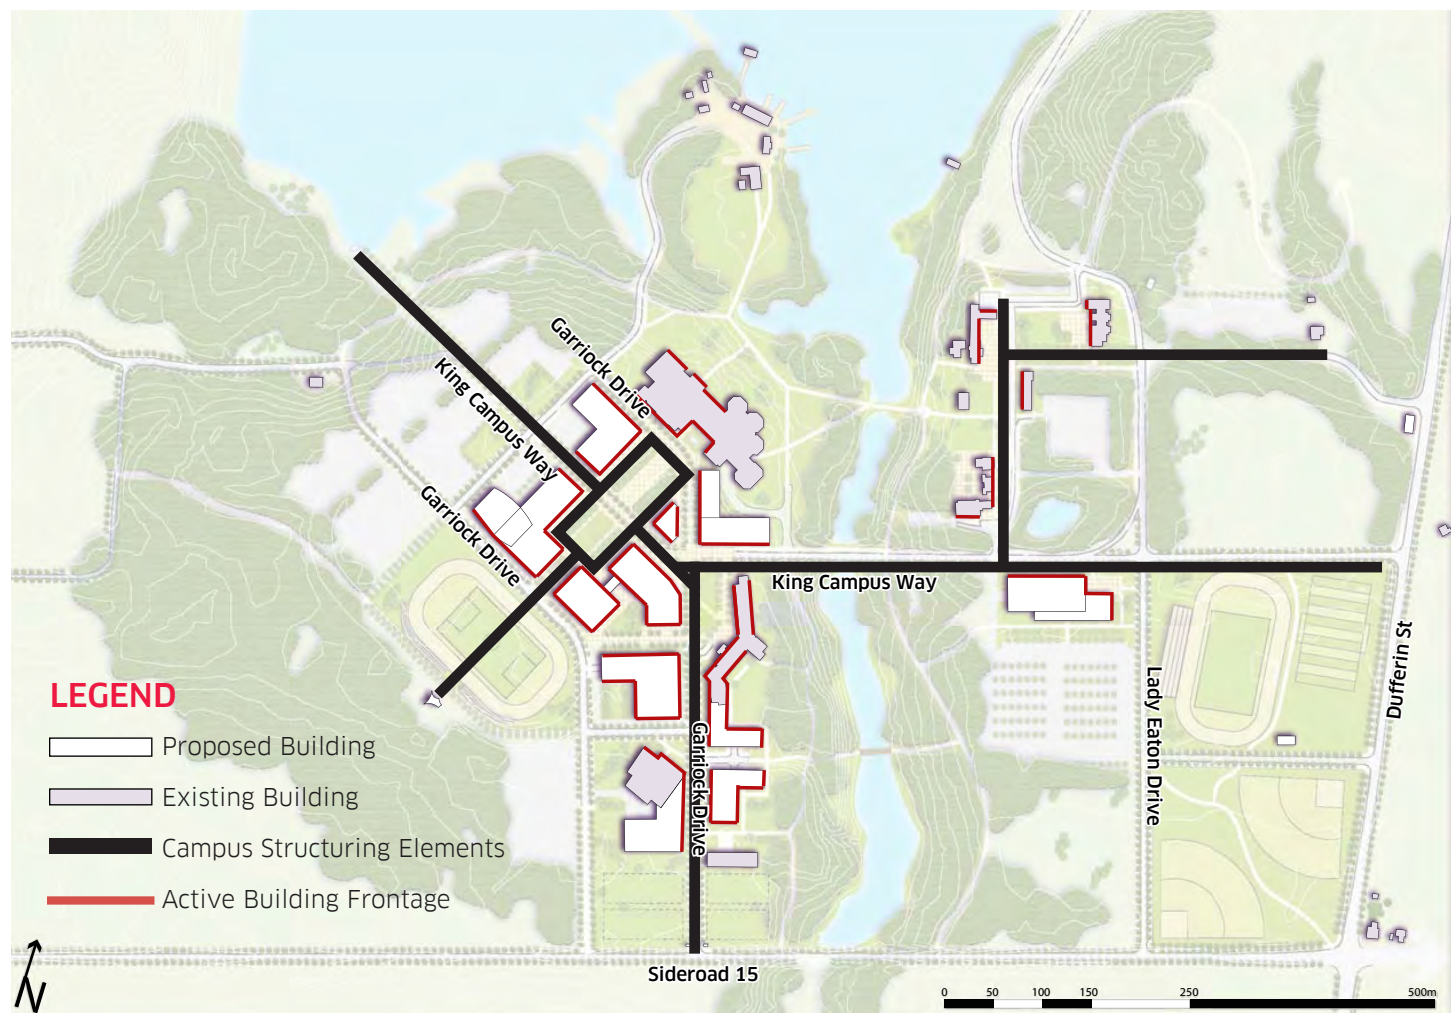 Garriock Drive
King Campus Way
Garriock Drive
King Campus Way
Garriock Drive
Lady Eaton Drive
Dufferin St
Sideroad 15
LEGEND
Proposed Building
Existing Building
Campus Structuring Elements
Active Building Frontage
N
0 50 100 150 250 500m